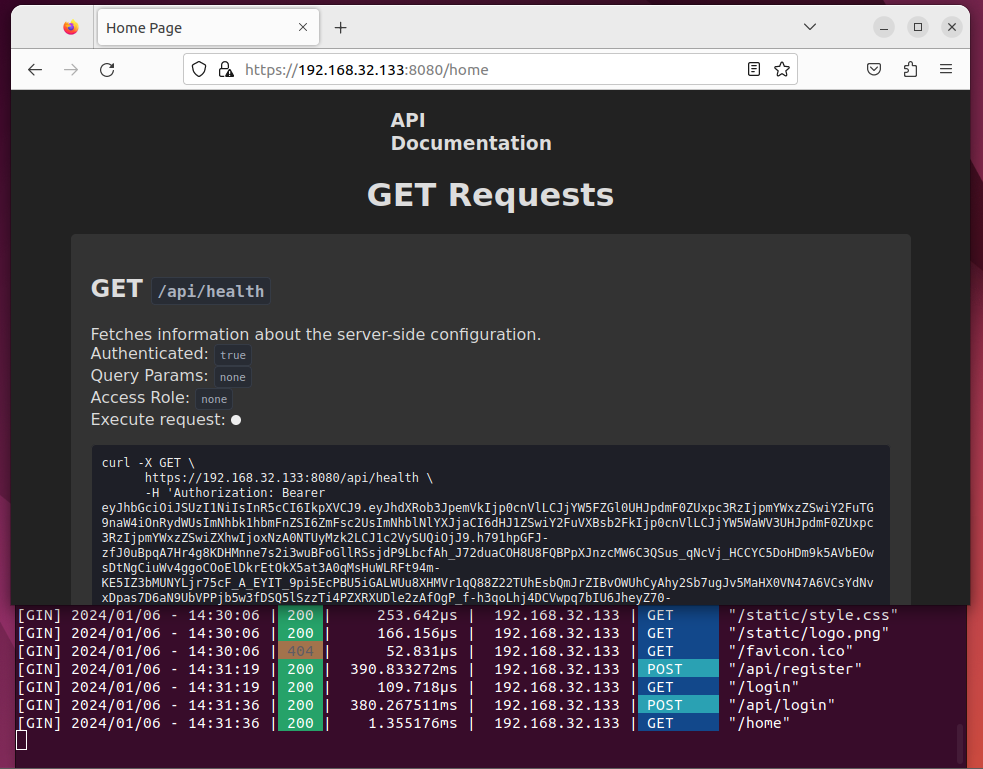 Home Page
https://192.168.32.133:8080/home
API
Documentation
GET Requests
GET /api/health
Fetches information about the server-side configuration.
Authenticated: true
Query Params: none
Access Role: none
Execute request:
curl -X GET \
https://192.168.32.133:8080/api/health \
-H 'Authorization: Bearer
eyJhbGciOiJSUzI1NiIsInR5cCI6IkpXVCJ9.eyJhdXRob3JpemVkIjp0cnVlLCJjYW5FZGl0UHJpdmF0ZUxpc3RzIjpmYWxzZSwiY2FuTG
9naW4iOnRydWUsImNhbk1hbmFnZSI6ZmFsc2UsImNhblNlYXJjaCI6dHJ1ZSwiY2FuVXBsb2FkIjp0cnVlLCJjYW5WaWV3UHJpdmF0ZUxpc
3RzIjpmYWxzZSwiZXhwIjoxNzA0NTUyMzk2LCJ1c2VySUQiOjJ9.h791hpGFJ-
zfJ0uBpqA7Hr4g8KDHMnne7s2i3wuBFoGllRSsjdP9LbcfAh_J72duaCOH8U8FQBPpXJnzcMW6C3QSus_qNcVj_HCCYC5DoHDm9k5AVbEOw
sDtNgCiuWv4ggoCOoElDkrEtOkX5at3A0qMsHuWLRFt94m-
KE5IZ3bMUNYLjr75cF_A_EYIT_9pi5EcPBU5iGALWUu8XHMVr1qQ88Z22TUhEsbQmJrZIBvOWUhCyAhy2Sb7ugJv5MaHX0VN47A6VCsYdNv
xDpas7D6aN9UbVPPjb5w3fDSQ5lSzzTi4PZXRXUDle2zAfOgP_f-h3qoLhj4DCVwpq7bIU6JheyZ70-
[GIN] 2024/01/06 - 14:30:06 | 200 | 253.642µs | 192.168.32.133 | GET "/static/style.css"
[GIN] 2024/01/06 - 14:30:06 | 200 | 166.156µs | 192.168.32.133 | GET "/static/logo.png"
[GIN] 2024/01/06 - 14:30:06 | 404 | 52.831µs | 192.168.32.133 | GET "/favicon.ico"
[GIN] 2024/01/06 - 14:31:19 | 200 | 390.833272ms | 192.168.32.133 | POST "/api/register"
[GIN] 2024/01/06 - 14:31:19 | 200 | 109.718µs | 192.168.32.133 | GET "/login"
[GIN] 2024/01/06 - 14:31:36 | 200 | 380.267511ms | 192.168.32.133 | POST "/api/login"
[GIN] 2024/01/06 - 14:31:36 | 200 | 1.355176ms | 192.168.32.133 | GET "/home"